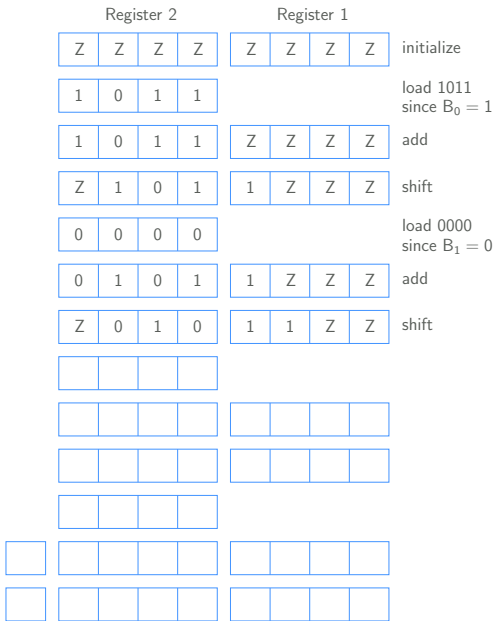 Register 2 Register 1
Z Z Z Z Z Z Z Z initialize
1 0 1 1 load 1011
since B₀ = 1
1 0 1 1 Z Z Z Z add
Z 1 0 1 1 Z Z Z shift
0 0 0 0 load 0000
since B₁ = 0
0 1 0 1 1 Z Z Z add
Z 0 1 0 1 1 Z Z shift